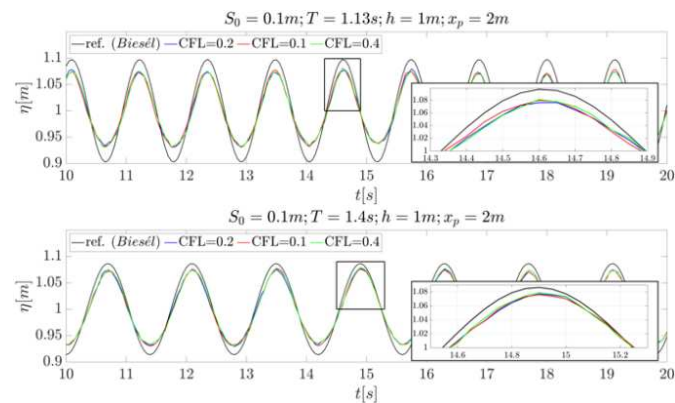 S₀ = 0.1m; T = 1.13s; h = 1m; xₚ = 2m
ref. (Biesél) CFL=0.2 CFL=0.1 CFL=0.4
1.1
1.05
1
0.95
0.9
η[m]
1.08
1.06
1.04
1.02
1
14.3 14.4 14.5 14.6 14.7 14.8 14.9
10 11 12 13 14 15 16 17 18 19 20
t[s]
S₀ = 0.1m; T = 1.4s; h = 1m; xₚ = 2m
ref. (Biesél) CFL=0.2 CFL=0.1 CFL=0.4
1.1
1.05
1
0.95
0.9
η[m]
1.08
1.06
1.04
1.02
1
14.6 14.8 15 15.2
10 11 12 13 14 15 16 17 18 19 20
t[s]